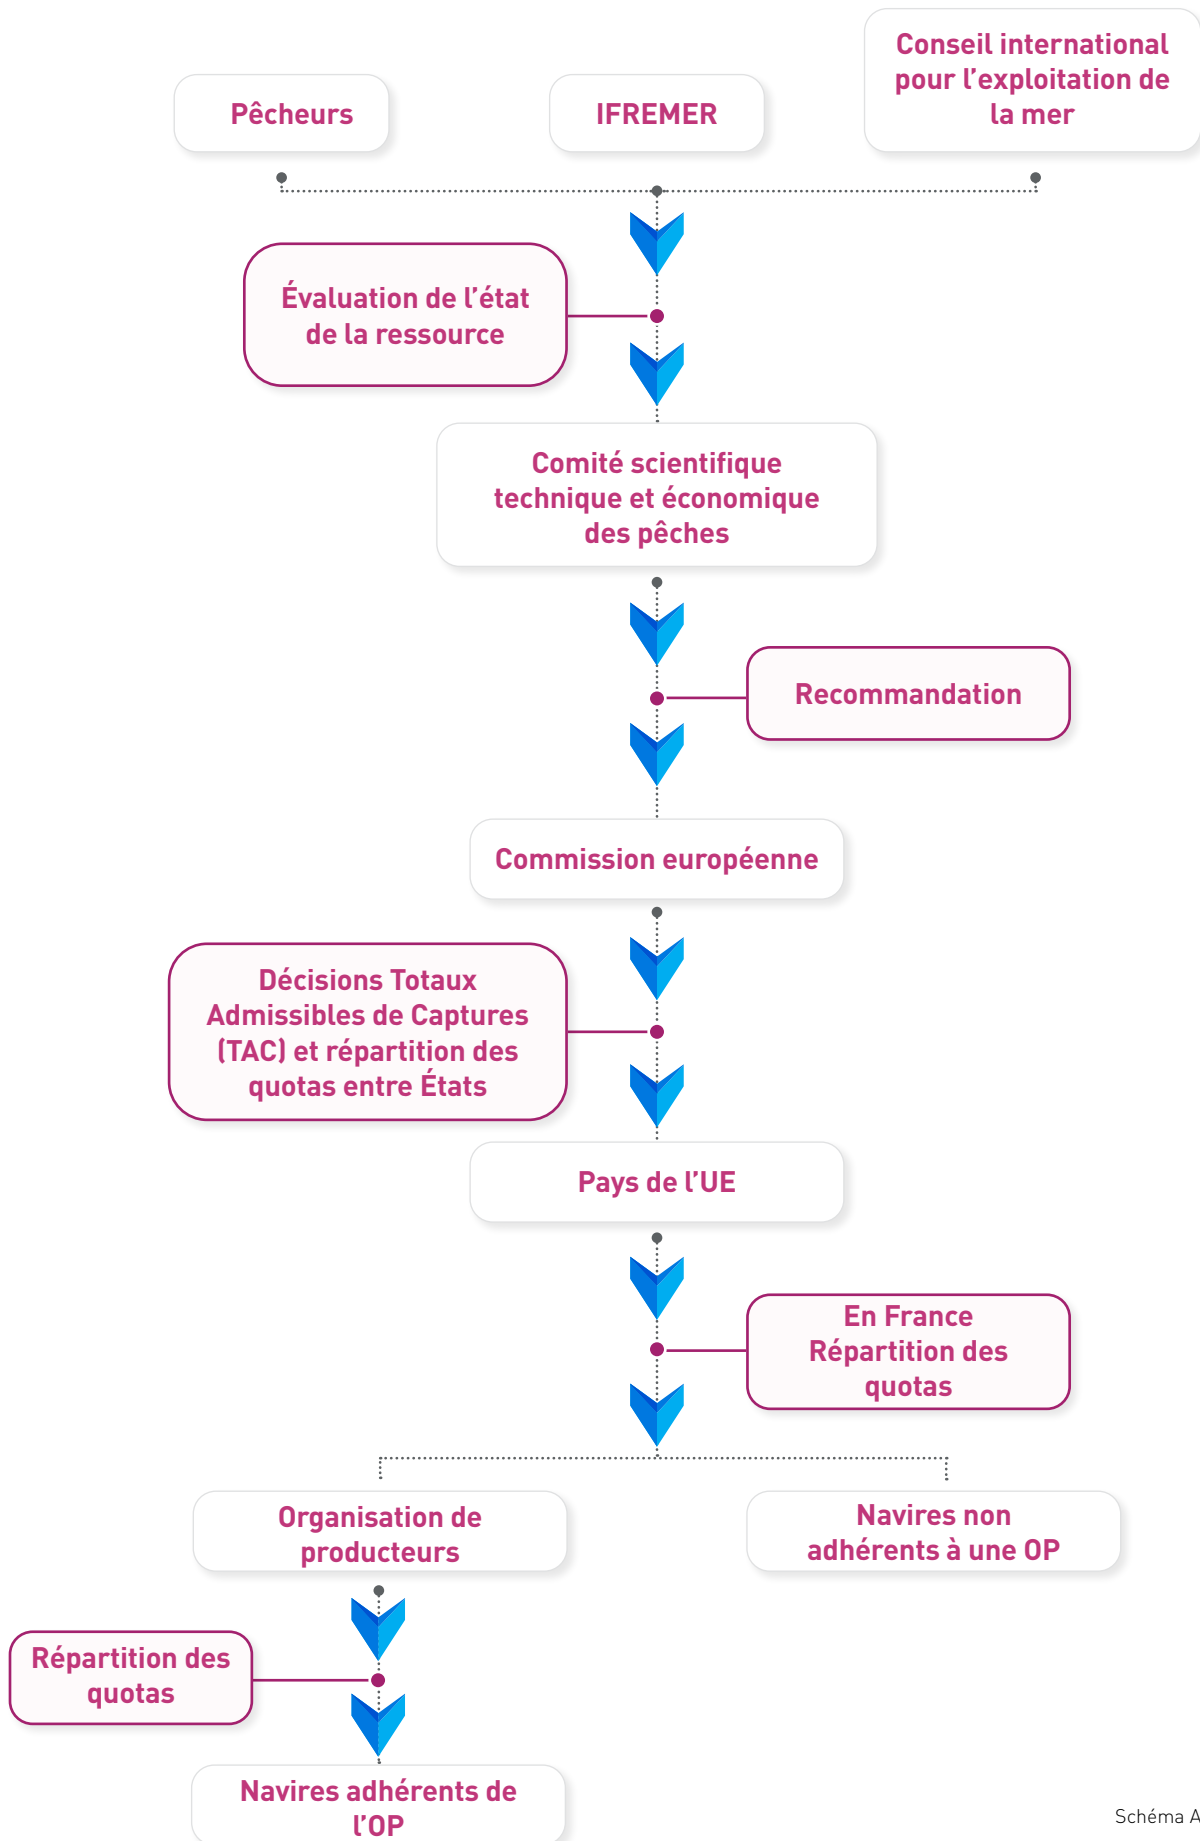 Pêcheurs
IFREMER
Conseil international
pour l’exploitation de
la mer
Évaluation de l’état
de la ressource
Comité scientifique
technique et économique
des pêches
Recommandation
Commission européenne
Décisions Totaux
Admissibles de Captures
(TAC) et répartition des
quotas entre États
Pays de l’UE
En France
Répartition des
quotas
Organisation de
producteurs
Navires non
adhérents à une OP
Répartition des
quotas
Navires adhérents de
l’OP
Schéma A